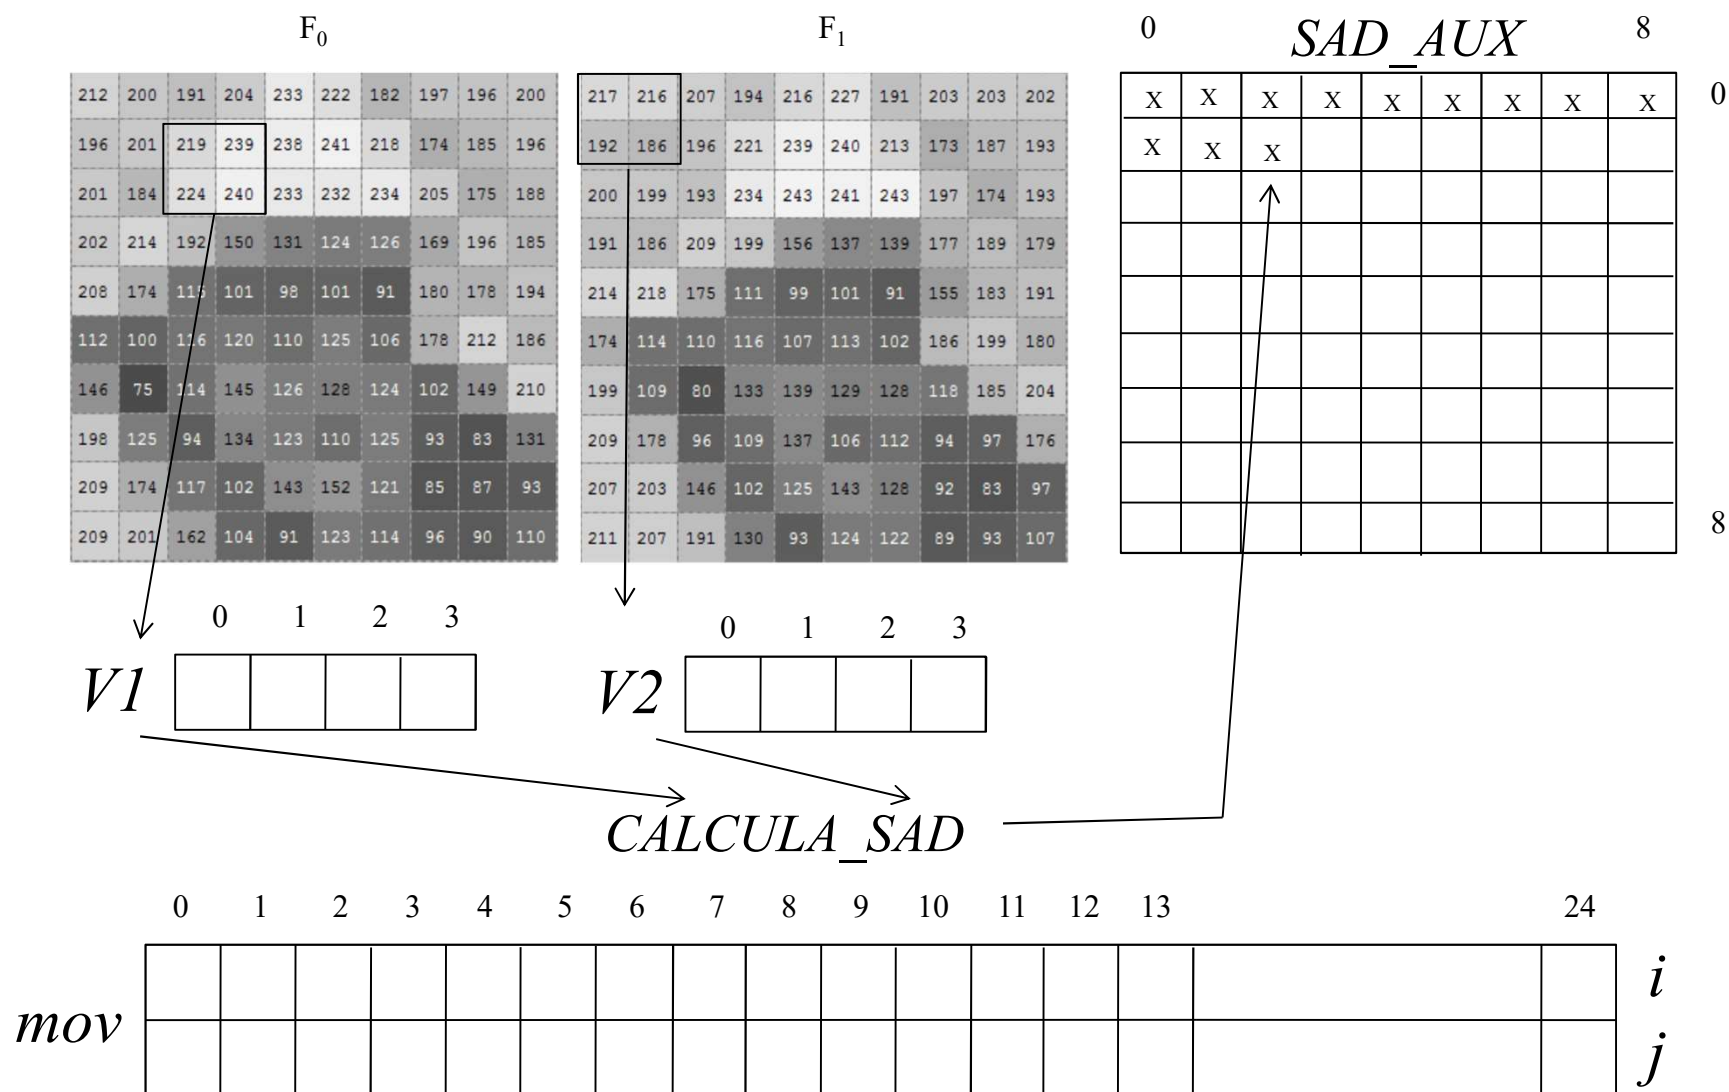 F0 F1 0 SAD_AUX 8
212 200 191 204 233 222 182 197 196 200
196 201 219 239 238 241 218 174 185 196
201 184 224 240 233 232 234 205 175 188
202 214 192 150 131 124 126 169 196 185
208 174 115 101 98 101 91 180 178 194
112 100 116 120 110 125 106 178 212 186
146 75 114 145 126 128 124 102 149 210
198 125 94 134 123 110 125 93 83 131
209 174 117 102 143 152 121 85 87 93
209 201 162 104 91 123 114 96 90 110
217 216 207 194 216 227 191 203 203 202
192 186 196 221 239 240 213 173 187 193
200 199 193 234 243 241 243 197 174 193
191 186 209 199 156 137 139 177 189 179
214 218 175 111 99 101 91 155 183 191
174 114 110 116 107 113 102 186 199 180
199 109 80 133 139 129 128 118 185 204
209 178 96 109 137 106 112 94 97 176
207 203 146 102 125 143 128 92 83 97
211 207 191 130 93 124 122 89 93 107
x x x x x x x x x 0
x x x
8
0 1 2 3
V1
0 1 2 3
V2
CALCULA_SAD
0 1 2 3 4 5 6 7 8 9 10 11 12 13 24
i
mov
j